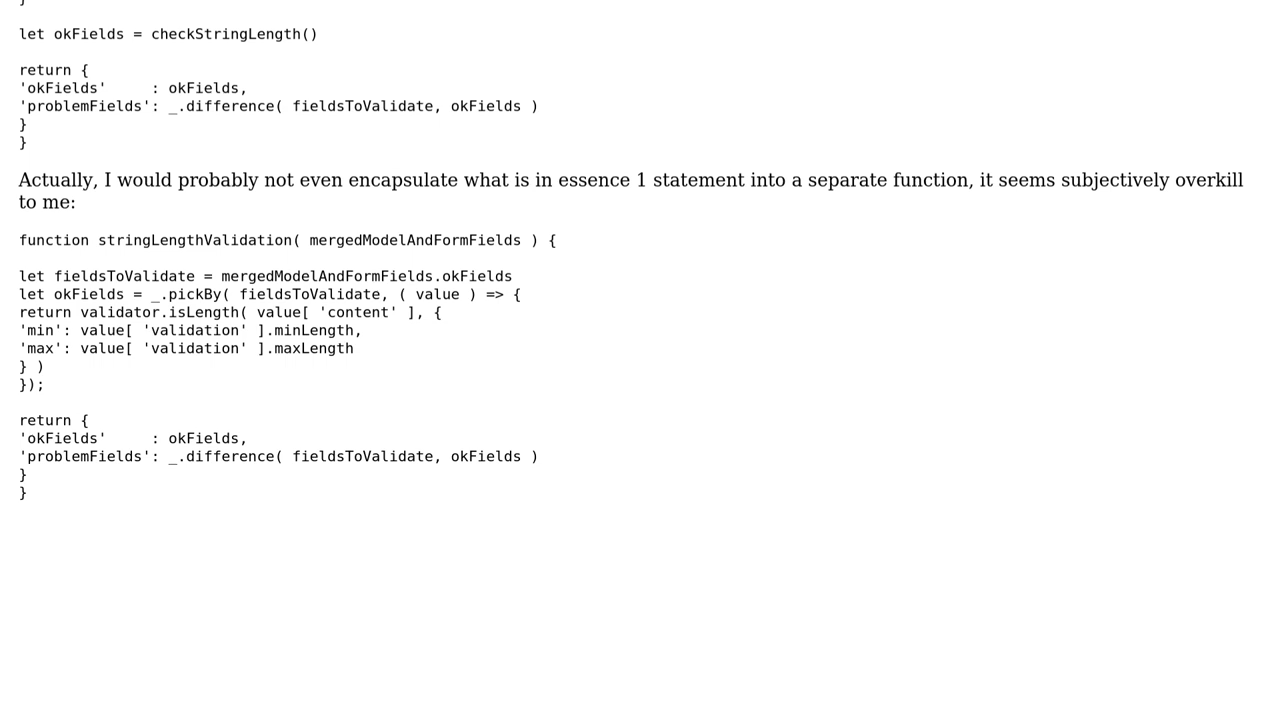 }
let okFields = checkStringLength()
return {
'okFields'     : okFields,
'problemFields': _.difference( fieldsToValidate, okFields )
}
}
Actually, I would probably not even encapsulate what is in essence 1 statement into a separate function, it seems subjectively overkill
to me:
function stringLengthValidation( mergedModelAndFormFields ) {
let fieldsToValidate = mergedModelAndFormFields.okFields
let okFields = _.pickBy( fieldsToValidate, ( value ) => {
return validator.isLength( value[ 'content' ], {
'min': value[ 'validation' ].minLength,
'max': value[ 'validation' ].maxLength
} )
});
return {
'okFields'     : okFields,
'problemFields': _.difference( fieldsToValidate, okFields )
}
}